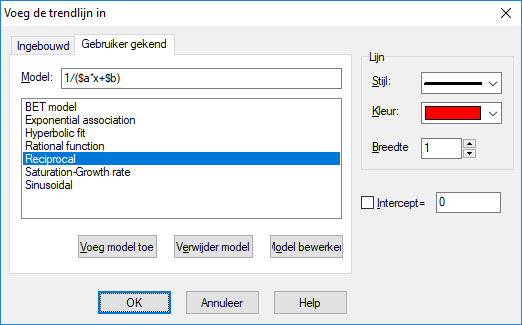 Voeg de trendlijn in
Ingebouwd
Gebruiker gekend
Model:
1/($a*x+$b)
BET model
Exponential association
Hyperbolic fit
Rational function
Reciprocal
Saturation-Growth rate
Sinusoidal
Voeg model toe
Verwijder model
Model bewerken
Lijn
Stijl:
Kleur:
Breedte
1
Intercept=
0
OK
Annuleer
Help